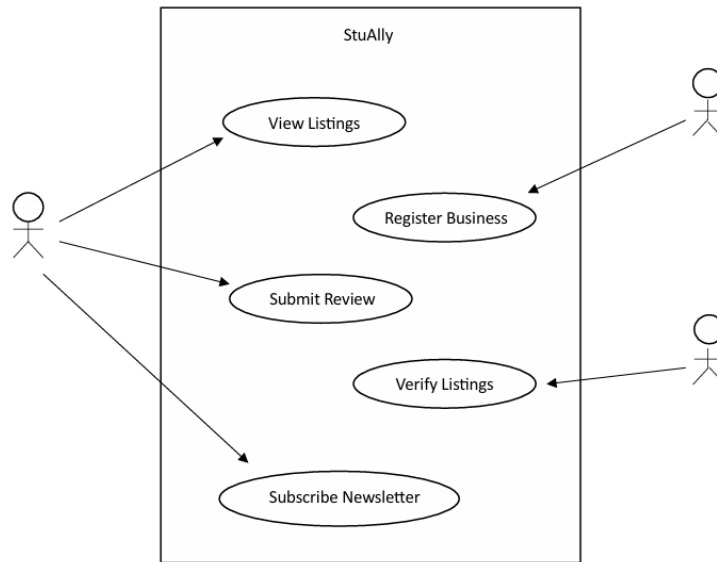 StuAlly
View Listings
Register Business
Submit Review
Verify Listings
Subscribe Newsletter